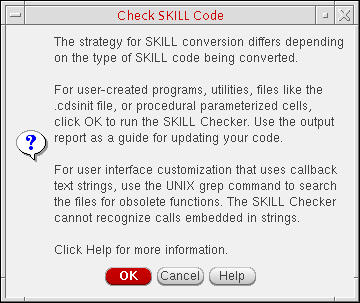 Check SKILL Code
The strategy for SKILL conversion differs depending
on the type of SKILL code being converted.
For user-created programs, utilities, files like the
.cdsinit file, or procedural parameterized cells,
click OK to run the SKILL Checker. Use the output
report as a guide for updating your code.
For user interface customization that uses callback
text strings, use the UNIX grep command to search
the files for obsolete functions. The SKILL Checker
cannot recognize calls embedded in strings.
Click Help for more information.
OK Cancel Help